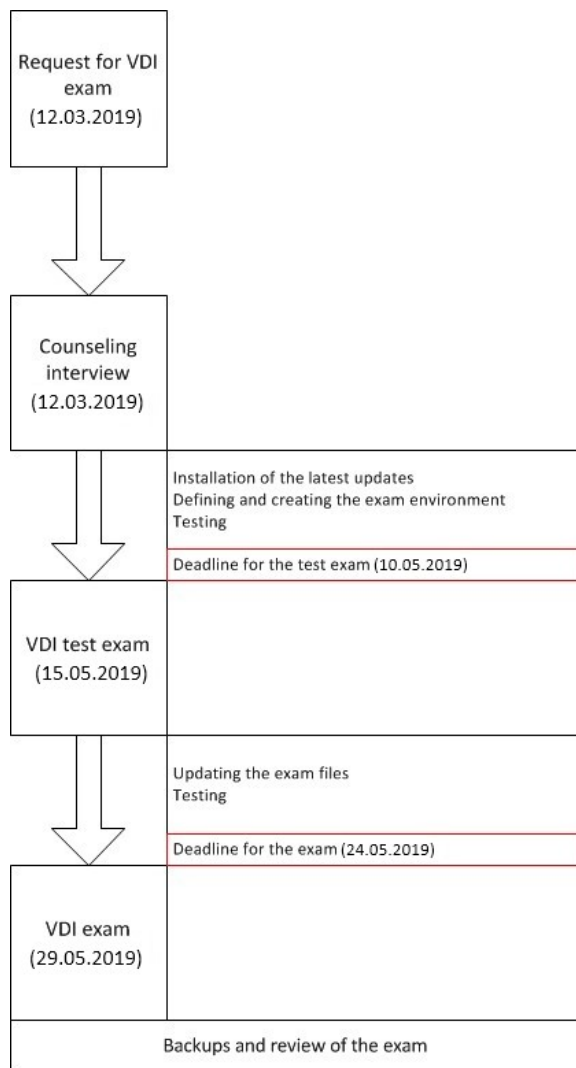 Request for VDI
exam
(12.03.2019)
Counseling
interview
(12.03.2019)
Installation of the latest updates
Defining and creating the exam environment
Testing
Deadline for the test exam (10.05.2019)
VDI test exam
(15.05.2019)
Updating the exam files
Testing
Deadline for the exam (24.05.2019)
VDI exam
(29.05.2019)
Backups and review of the exam